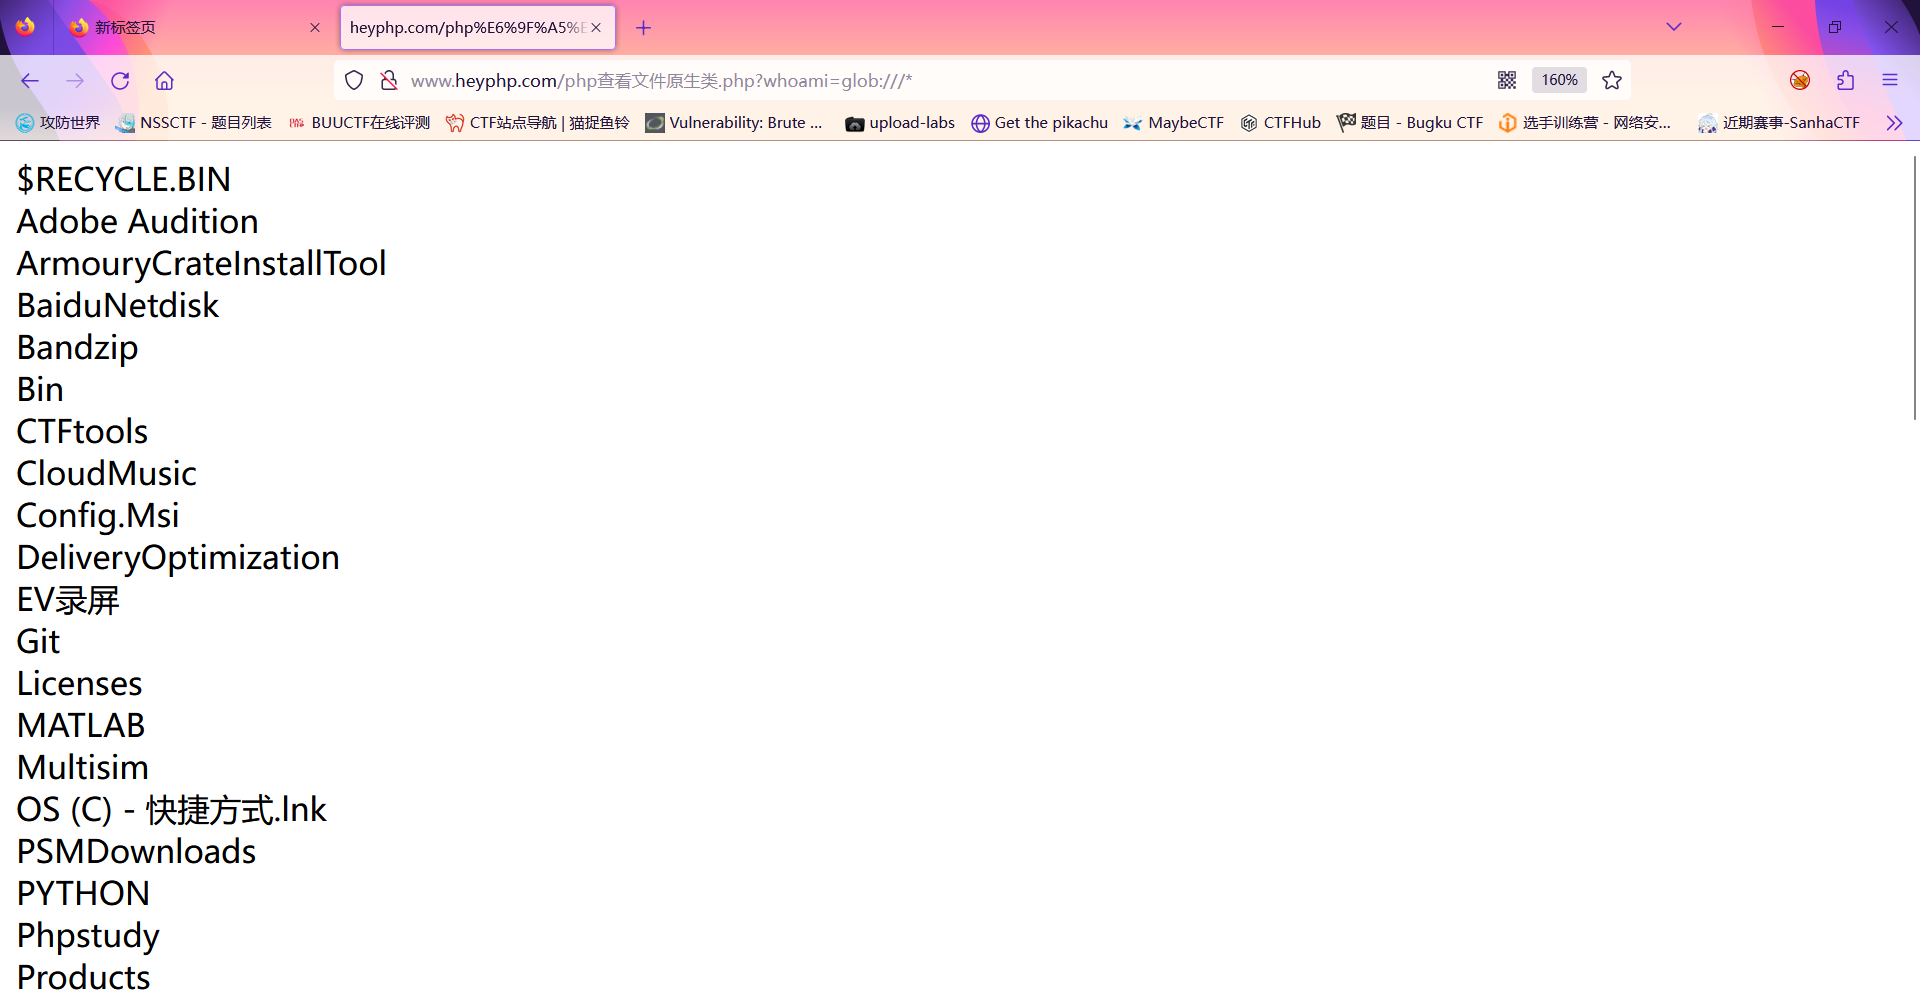 新标签页
heyphp.com/php%E6%9F%A5%E
www.heyphp.com/php查看文件原生类.php?whoami=glob:///*
160%
攻防世界 NSSCTF - 题目列表 BUUCTF在线评测 CTF站点导航 | 猫捉鱼铃 Vulnerability: Brute ... upload-labs Get the pikachu MaybeCTF CTFHub 题目 - Bugku CTF 选手训练营 - 网络安... 近期赛事-SanhaCTF
$RECYCLE.BIN
Adobe Audition
ArmouryCrateInstallTool
BaiduNetdisk
Bandzip
Bin
CTFtools
CloudMusic
Config.Msi
DeliveryOptimization
EV录屏
Git
Licenses
MATLAB
Multisim
OS (C) - 快捷方式.lnk
PSMDownloads
PYTHON
Phpstudy
Products